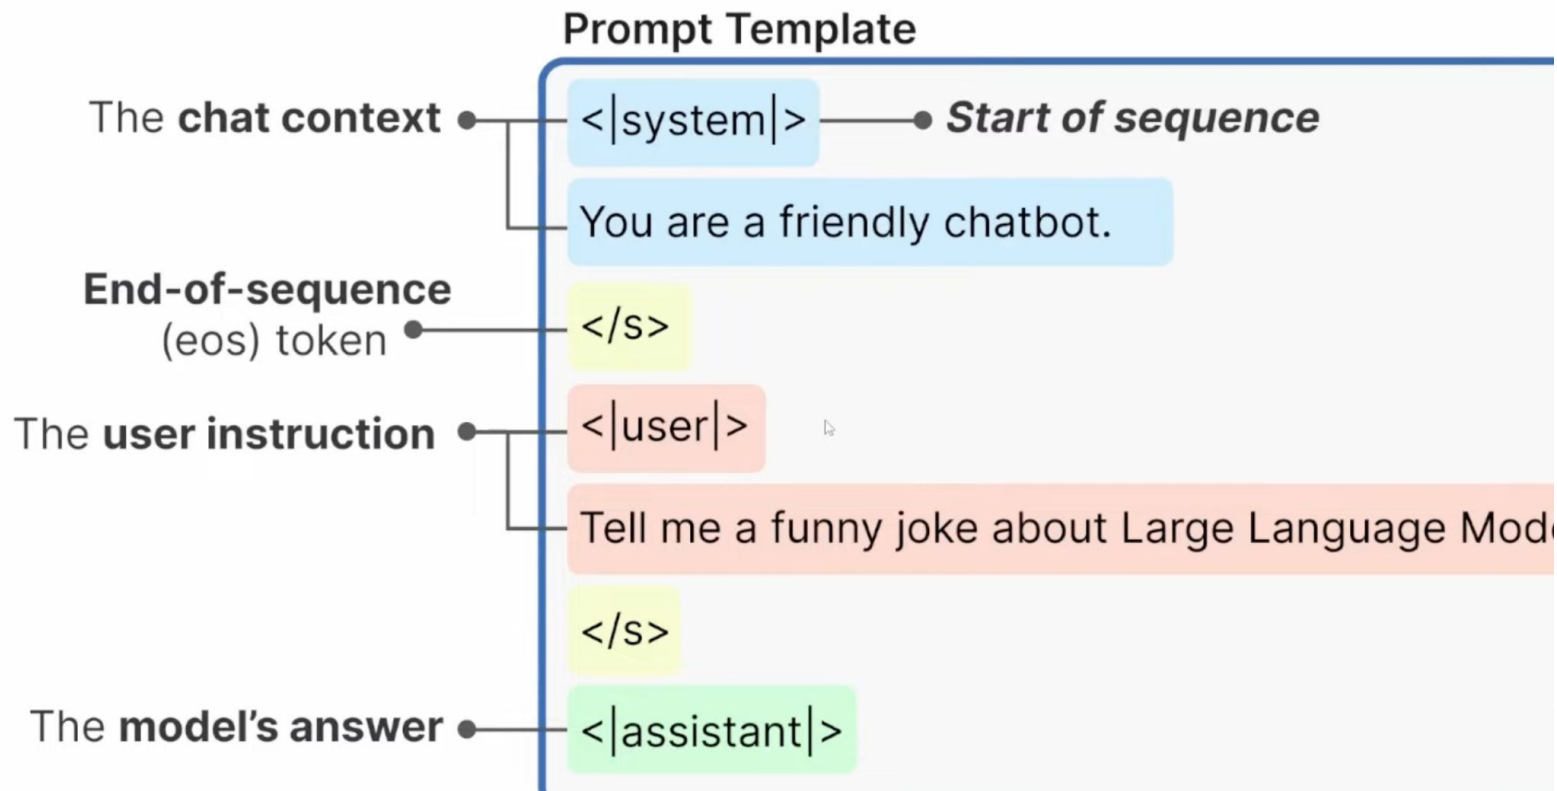 Prompt Template
The chat context
<|system|>
Start of sequence
You are a friendly chatbot.
End-of-sequence
(eos) token
</s>
The user instruction
<|user|>
Tell me a funny joke about Large Language
</s>
The model’s answer
<|assistant|>